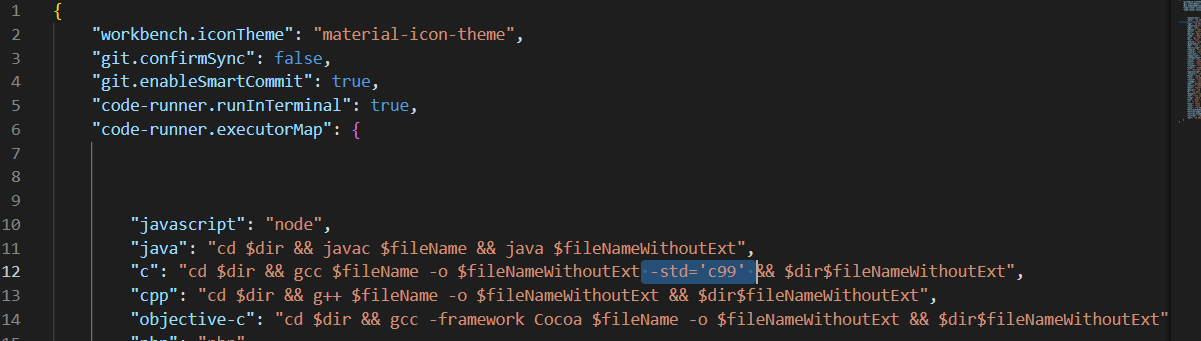 1 {
2 "workbench.iconTheme": "material-icon-theme",
3 "git.confirmSync": false,
4 "git.enableSmartCommit": true,
5 "code-runner.runInTerminal": true,
6 "code-runner.executorMap": {
7
8
9
10 "javascript": "node",
11 "java": "cd $dir && javac $fileName && java $fileNameWithoutExt",
12 "c": "cd $dir && gcc $fileName -o $fileNameWithoutExt -std='c99' && $dir$fileNameWithoutExt",
13 "cpp": "cd $dir && g++ $fileName -o $fileNameWithoutExt && $dir$fileNameWithoutExt",
14 "objective-c": "cd $dir && gcc -framework Cocoa $fileName -o $fileNameWithoutExt && $dir$fileNameWithoutExt"